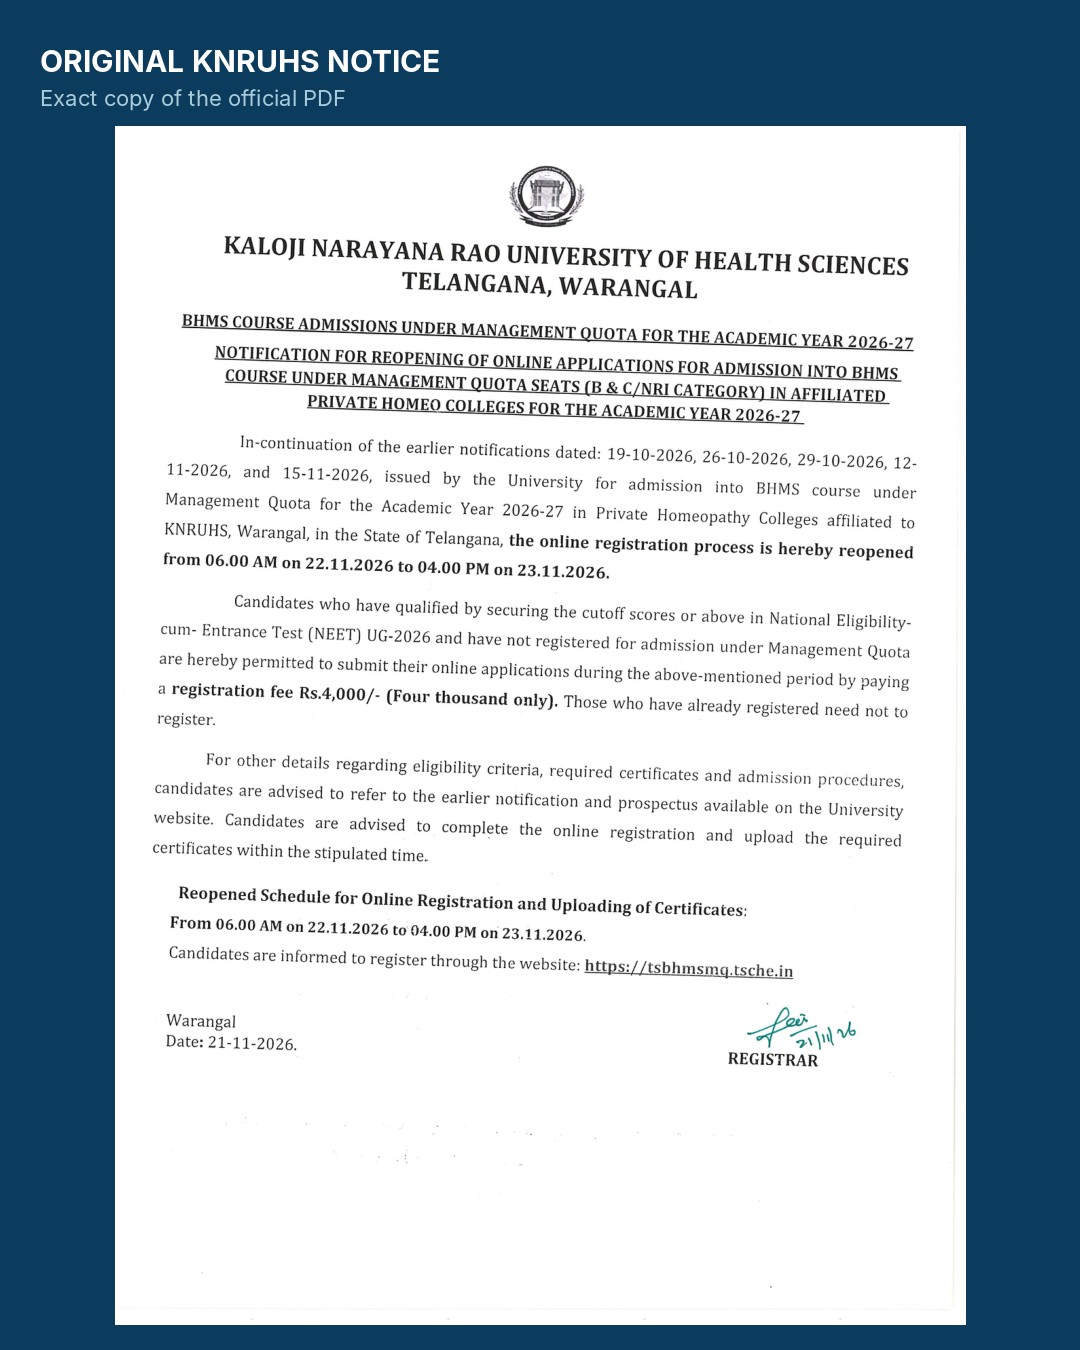 ORIGINAL KNRUHS NOTICE
Exact copy of the official PDF
KALOJI NARAYANA RAO UNIVERSITY OF HEALTH SCIENCES
TELANGANA, WARANGAL
BHMS COURSE ADMISSIONS UNDER MANAGEMENT QUOTA FOR THE ACADEMIC YEAR 2026-27
NOTIFICATION FOR REOPENING OF ONLINE APPLICATIONS FOR ADMISSION INTO BHMS
COURSE UNDER MANAGEMENT QUOTA SEATS (B & C/NRI CATEGORY) IN AFFILIATED
PRIVATE HOMEO COLLEGES FOR THE ACADEMIC YEAR 2026-27
In-continuation of the earlier notifications dated: 19-10-2026, 26-10-2026, 29-10-2026, 12-
11-2026, and 15-11-2026, issued by the University for admission into BHMS course under
Management Quota for the Academic Year 2026-27 in Private Homeopathy Colleges affiliated to
KNRUHS, Warangal, in the State of Telangana, the online registration process is hereby reopened
from 06.00 AM on 22.11.2026 to 04.00 PM on 23.11.2026.
Candidates who have qualified by securing the cutoff scores or above in National Eligibility-
cum- Entrance Test (NEET) UG-2026 and have not registered for admission under Management Quota
are hereby permitted to submit their online applications during the above-mentioned period by paying
a registration fee Rs.4,000/- (Four thousand only). Those who have already registered need not to
register.
For other details regarding eligibility criteria, required certificates and admission procedures,
candidates are advised to refer to the earlier notification and prospectus available on the University
website. Candidates are advised to complete the online registration and upload the required
certificates within the stipulated time.
Reopened Schedule for Online Registration and Uploading of Certificates:
From 06.00 AM on 22.11.2026 to 04.00 PM on 23.11.2026.
Candidates are informed to register through the website: https://tsbhmsmq.tsche.in
Warangal
Date: 21-11-2026.
21/11/26
REGISTRAR